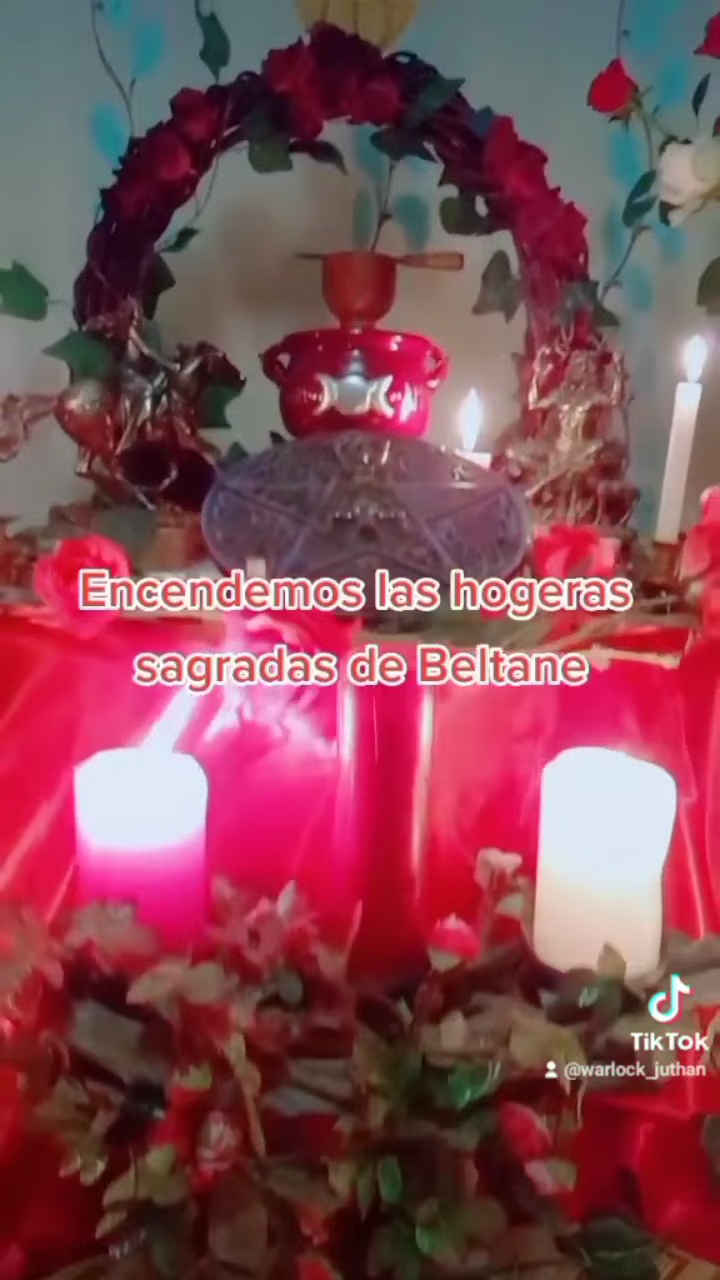 Encendemos las hogeras
sagradas de Beltane
TikTok
@warlock_juthan